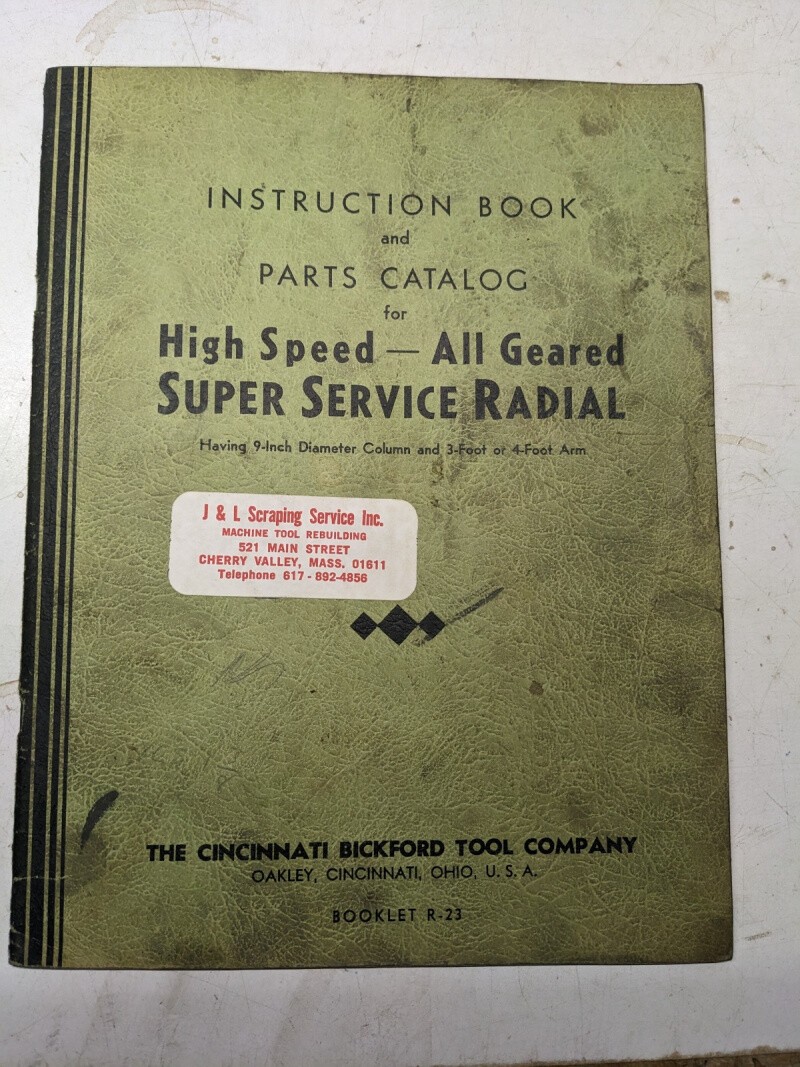 INSTRUCTION BOOK
and
PARTS CATALOG
for
High Speed — All Geared
SUPER SERVICE RADIAL
Having 9-Inch Diameter Column and 3-Foot or 4-Foot Arm
J & L Scraping Service Inc.
MACHINE TOOL REBUILDING
521 MAIN STREET
CHERRY VALLEY, MASS. 01611
Telephone 617-892-4856
THE CINCINNATI BICKFORD TOOL COMPANY
OAKLEY, CINCINNATI, OHIO, U. S. A.
BOOKLET R-23